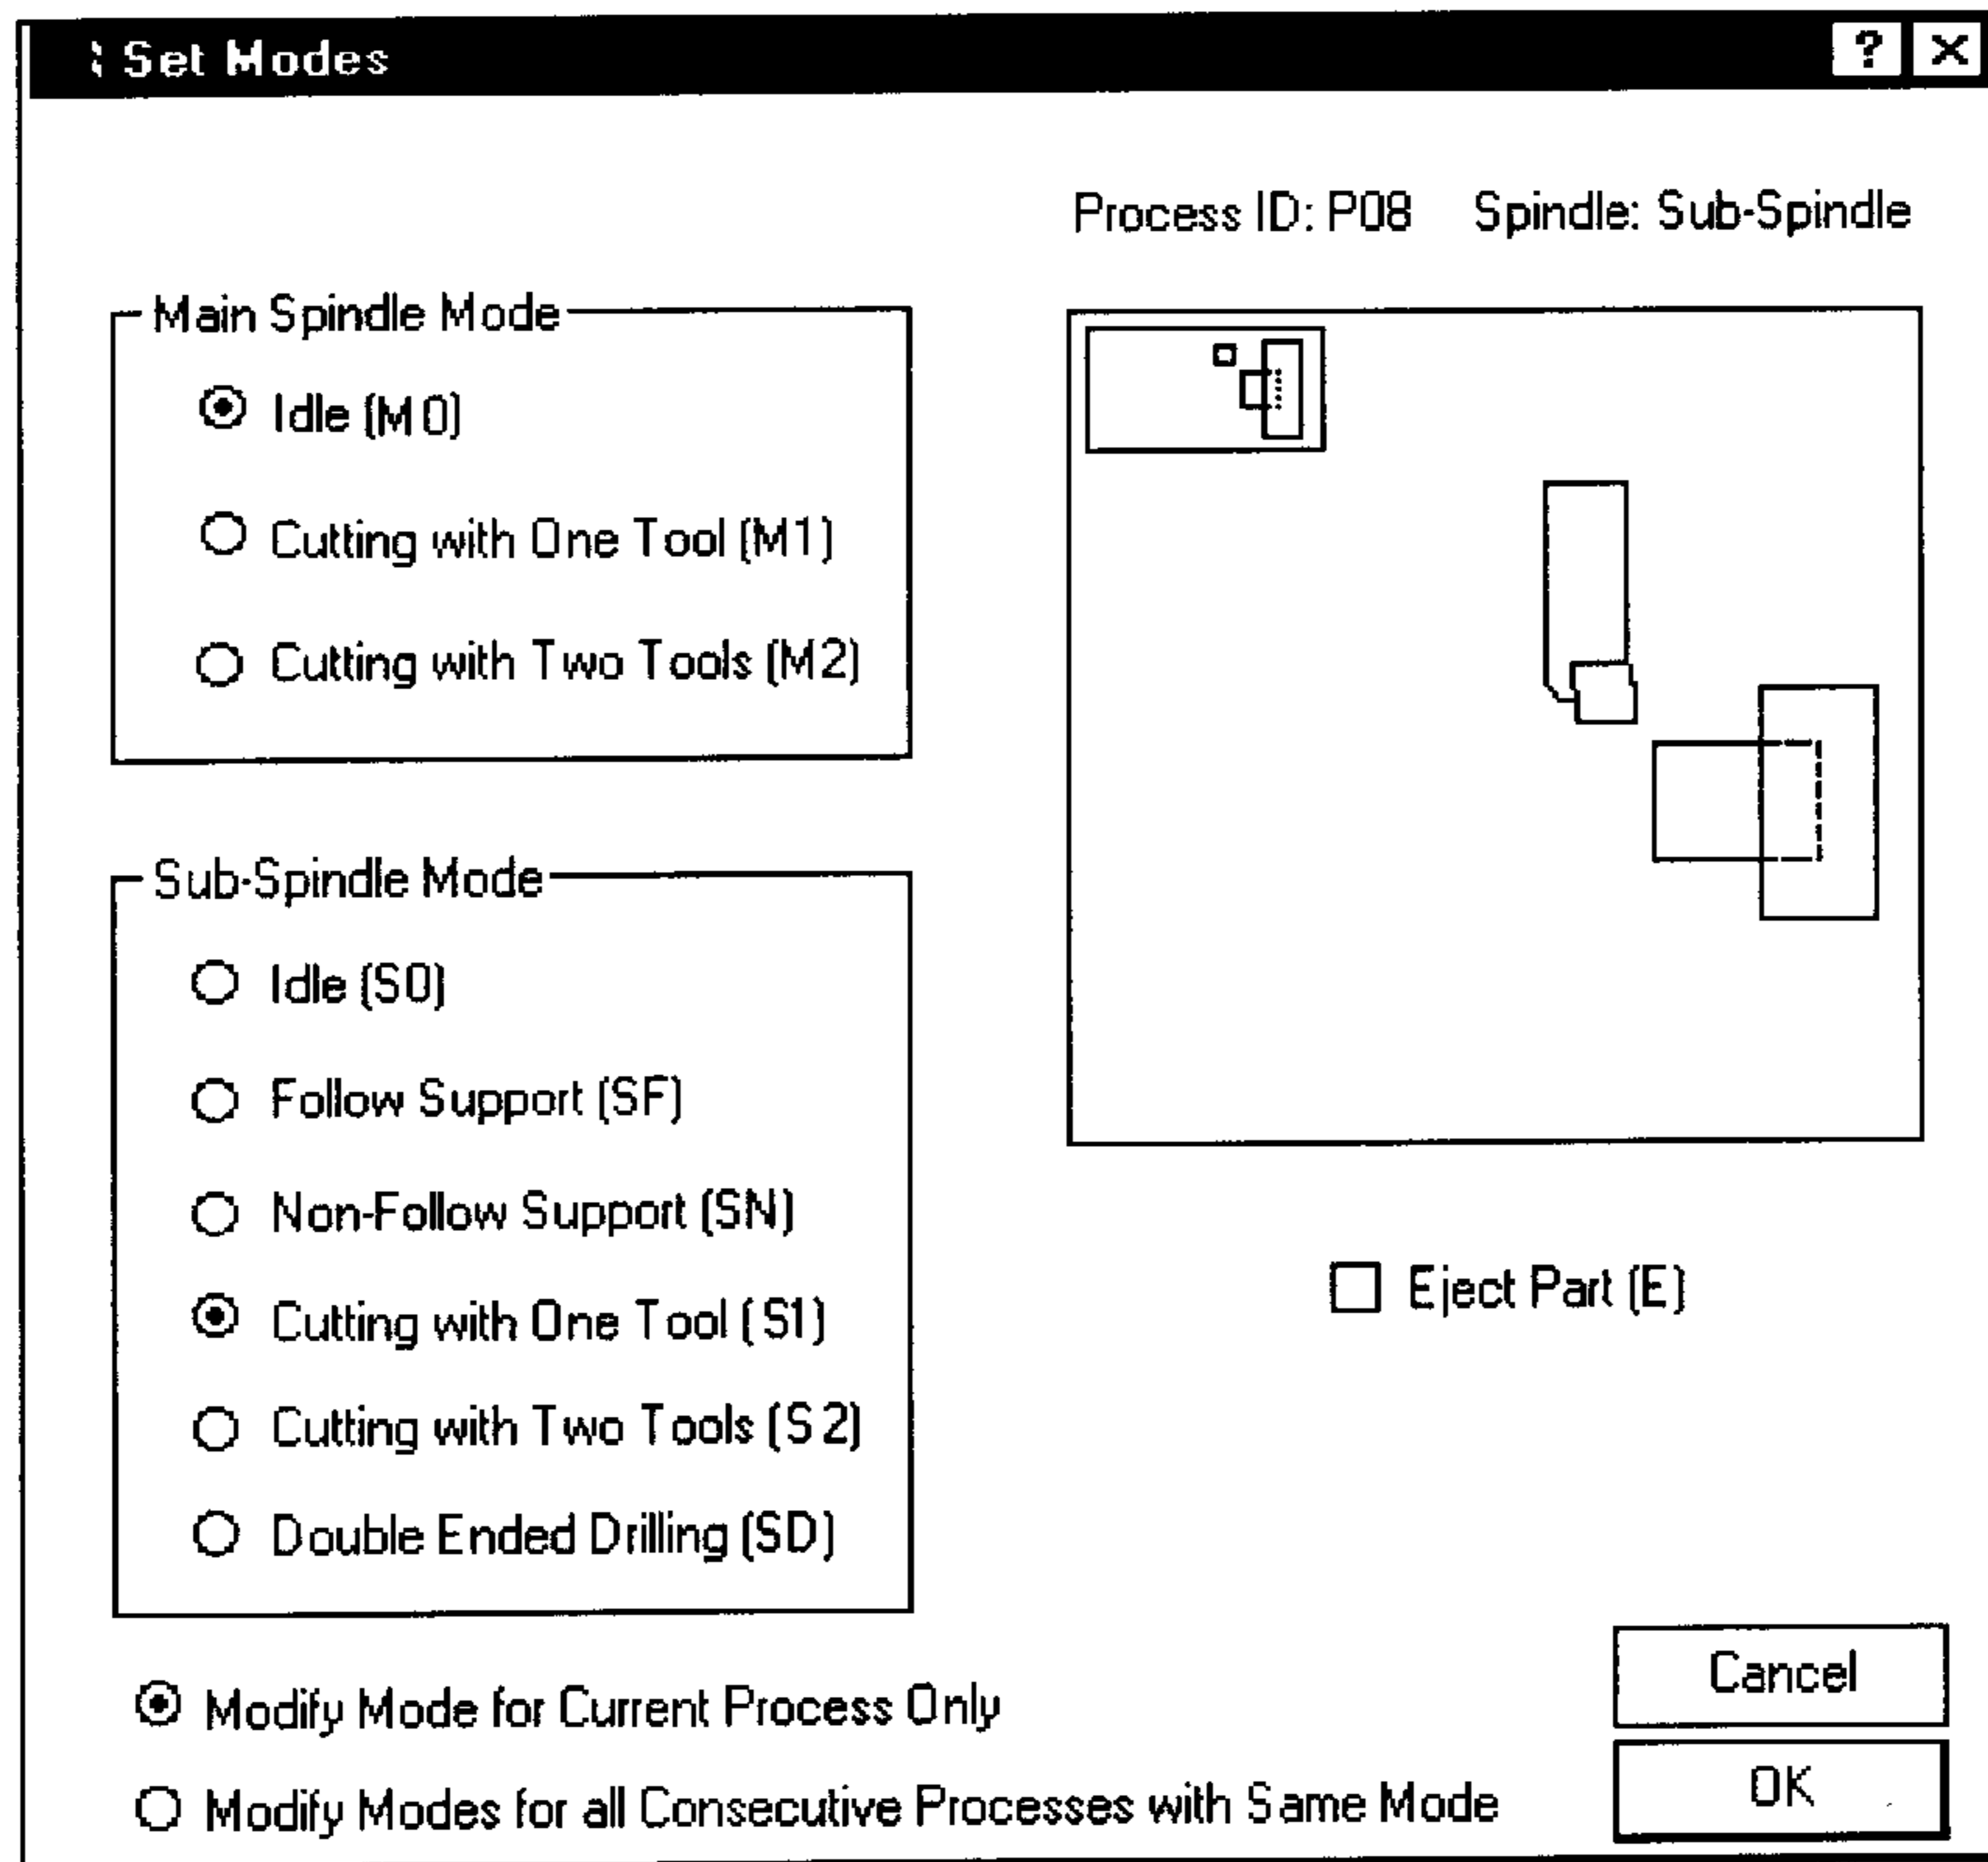 Set Modes ? X
Process ID: P08 Spindle: Sub-Spindle
Main Spindle Mode
Idle (M0)
Cutting with One Tool (M1)
Cutting with Two Tools (M2)
Sub-Spindle Mode
Idle (S0)
Follow Support (SF)
Non-Follow Support (SN)
Cutting with One Tool (S1)
Cutting with Two Tools (S2)
Double Ended Drilling (SD)
Eject Part (E)
Modify Mode for Current Process Only
Modify Modes for all Consecutive Processes with Same Mode
Cancel
OK